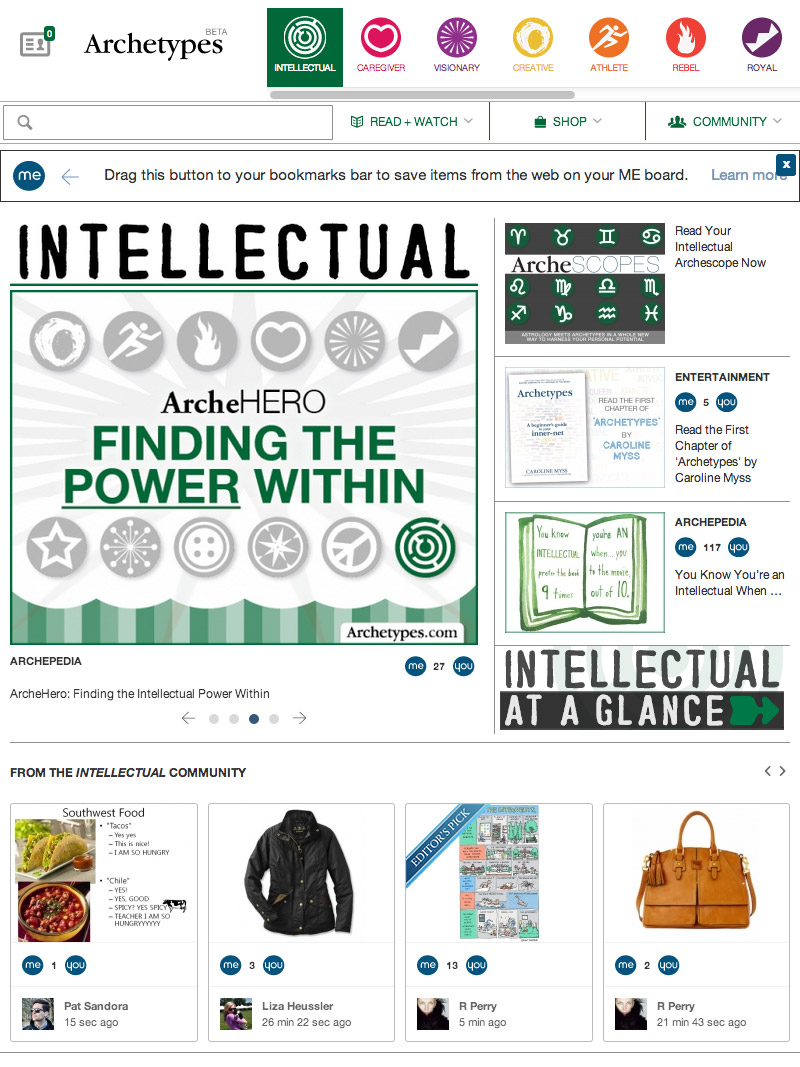 0
Archetypes
BETA
INTELLECTUAL
CAREGIVER
VISIONARY
CREATIVE
ATHLETE
REBEL
ROYAL
READ + WATCH
SHOP
COMMUNITY
me
Drag this button to your bookmarks bar to save items from the web on your ME board.
Learn more
x
INTELLECTUAL
ArcheHERO
FINDING THE
POWER WITHIN
Archetypes.com
ARCHEPEDIA
me 27 you
ArcheHero: Finding the Intellectual Power Within
ArcheSCOPES
ASTROLOGY MEETS ARCHETYPES IN A WHOLE NEW
WAY TO HARNESS YOUR PERSONAL POTENTIAL
Read Your
Intellectual
Archescope Now
Archetypes
A beginner's guide
to your
inner-net
CAROLINE MYSS
READ THE FIRST
CHAPTER OF
'ARCHETYPES'
BY
CAROLINE
MYSS
ENTERTAINMENT
me 5 you
Read the First
Chapter of
'Archetypes' by
Caroline Myss
You know you're AN
INTELLECTUAL when...you
prefer the book to the movie
9 times out of 10.
ARCHEPEDIA
me 117 you
You Know You're an
Intellectual When ...
INTELLECTUAL
AT A GLANCE
FROM THE INTELLECTUAL COMMUNITY
Southwest Food
• "Tacos"
– Yes yes
– This is nice!
– I AM SO HUNGRY
• "Chile"
– YES!
– YES, GOOD
– SPICY? YES SPICY
– TEACHER I AM SO
HUNGRYYYYYY
me 1 you
Pat Sandora
15 sec ago
me 3 you
Liza Heussler
26 min 22 sec ago
EDITOR'S PICK
me 13 you
R Perry
5 min ago
me 2 you
R Perry
21 min 43 sec ago